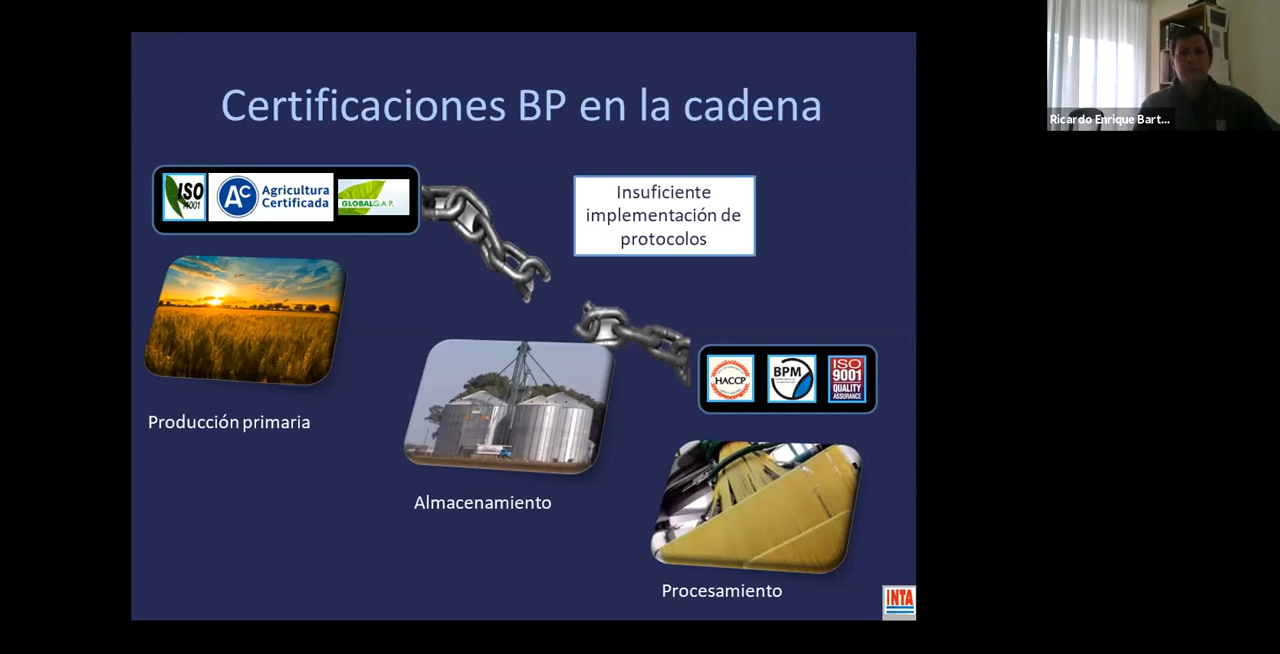 Certificaciones BP en la cadena
ISO
14001
AC Agricultura
Certificada
GLOBALG.A.P.
Insuficiente
implementación de
protocolos
HACCP
BPM
ISO
9001
QUALITY
ASSURANCE
Producción primaria
Almacenamiento
Procesamiento
INTA
Ricardo Enrique Bart...